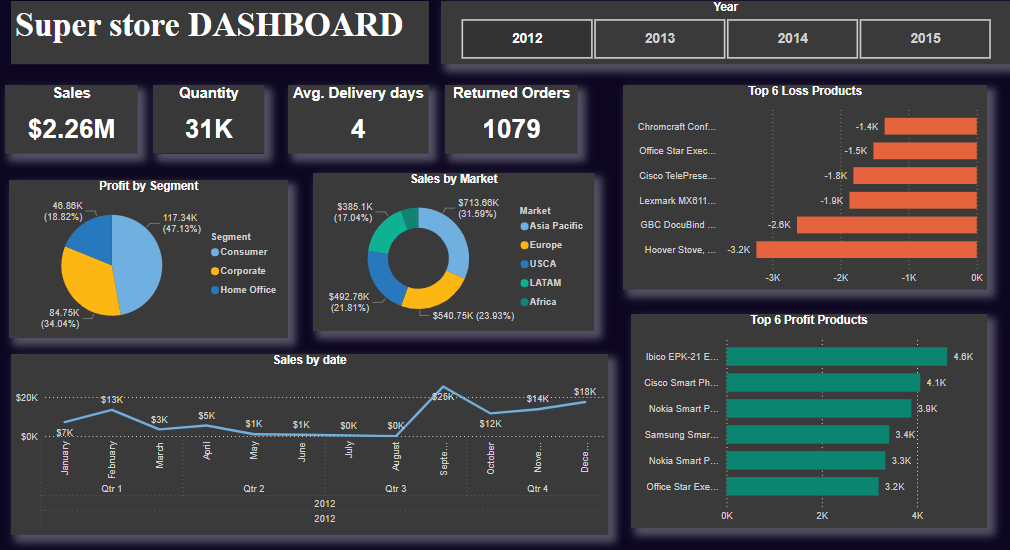 Super store DASHBOARD
Year
2012
2013
2014
2015
Sales
$2.26M
Quantity
31K
Avg. Delivery days
4
Returned Orders
1079
Top 6 Loss Products
Chromcraft Conf...
-1.4K
Office Star Exec...
-1.5K
Cisco TelePrese...
-1.8K
Lexmark MX611...
-1.9K
GBC DocuBind ...
-2.6K
Hoover Stove, ...
-3.2K
-3K
-2K
-1K
0K
Profit by Segment
46.86K
(18.82%)
117.34K
(47.13%)
84.75K
(34.04%)
Segment
Consumer
Corporate
Home Office
Sales by Market
$385.1K
(17.04%)
$713.66K
(31.59%)
$492.76K
(21.81%)
$540.75K (23.93%)
Market
Asia Pacific
Europe
USCA
LATAM
Africa
Sales by date
$20K
$0K
$7K
$13K
$3K
$5K
$1K
$1K
$0K
$0K
$25K
$12K
$14K
$18K
January
February
March
April
May
June
July
August
Septe...
October
Nove...
Dece...
Qtr 1
Qtr 2
Qtr 3
Qtr 4
2012
2012
Top 6 Profit Products
Ibico EPK-21 E...
4.6K
Cisco Smart Ph...
4.1K
Nokia Smart P...
3.9K
Samsung Smar...
3.4K
Nokia Smart P...
3.3K
Office Star Exe...
3.2K
0K
2K
4K